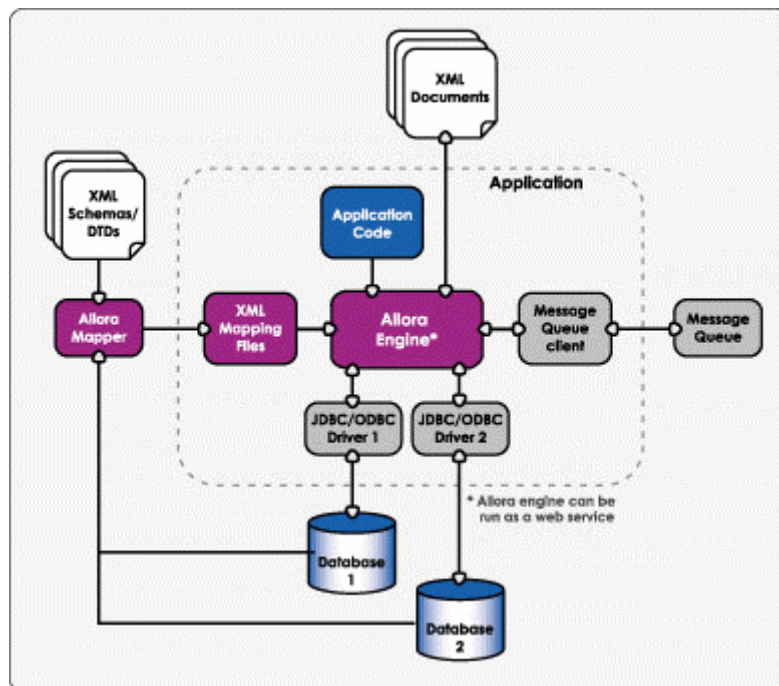 XML
Documents
Application
XML
Schemas/
DTDs
Application
Code
Allora
Mapper
XML
Mapping
Files
Allora
Engine*
Message
Queue
client
Message
Queue
JDBC/ODBC
Driver 1
JDBC/ODBC
Driver 2
* Allora engine can be
run as a web service
Database
1
Database
2